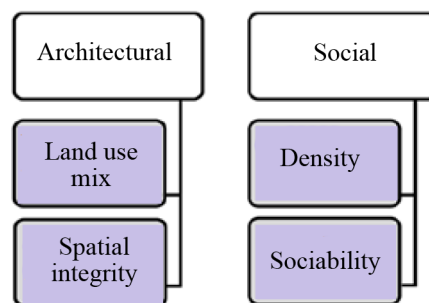 Architectural
Land use
mix
Spatial
integrity
Social
Density
Sociability